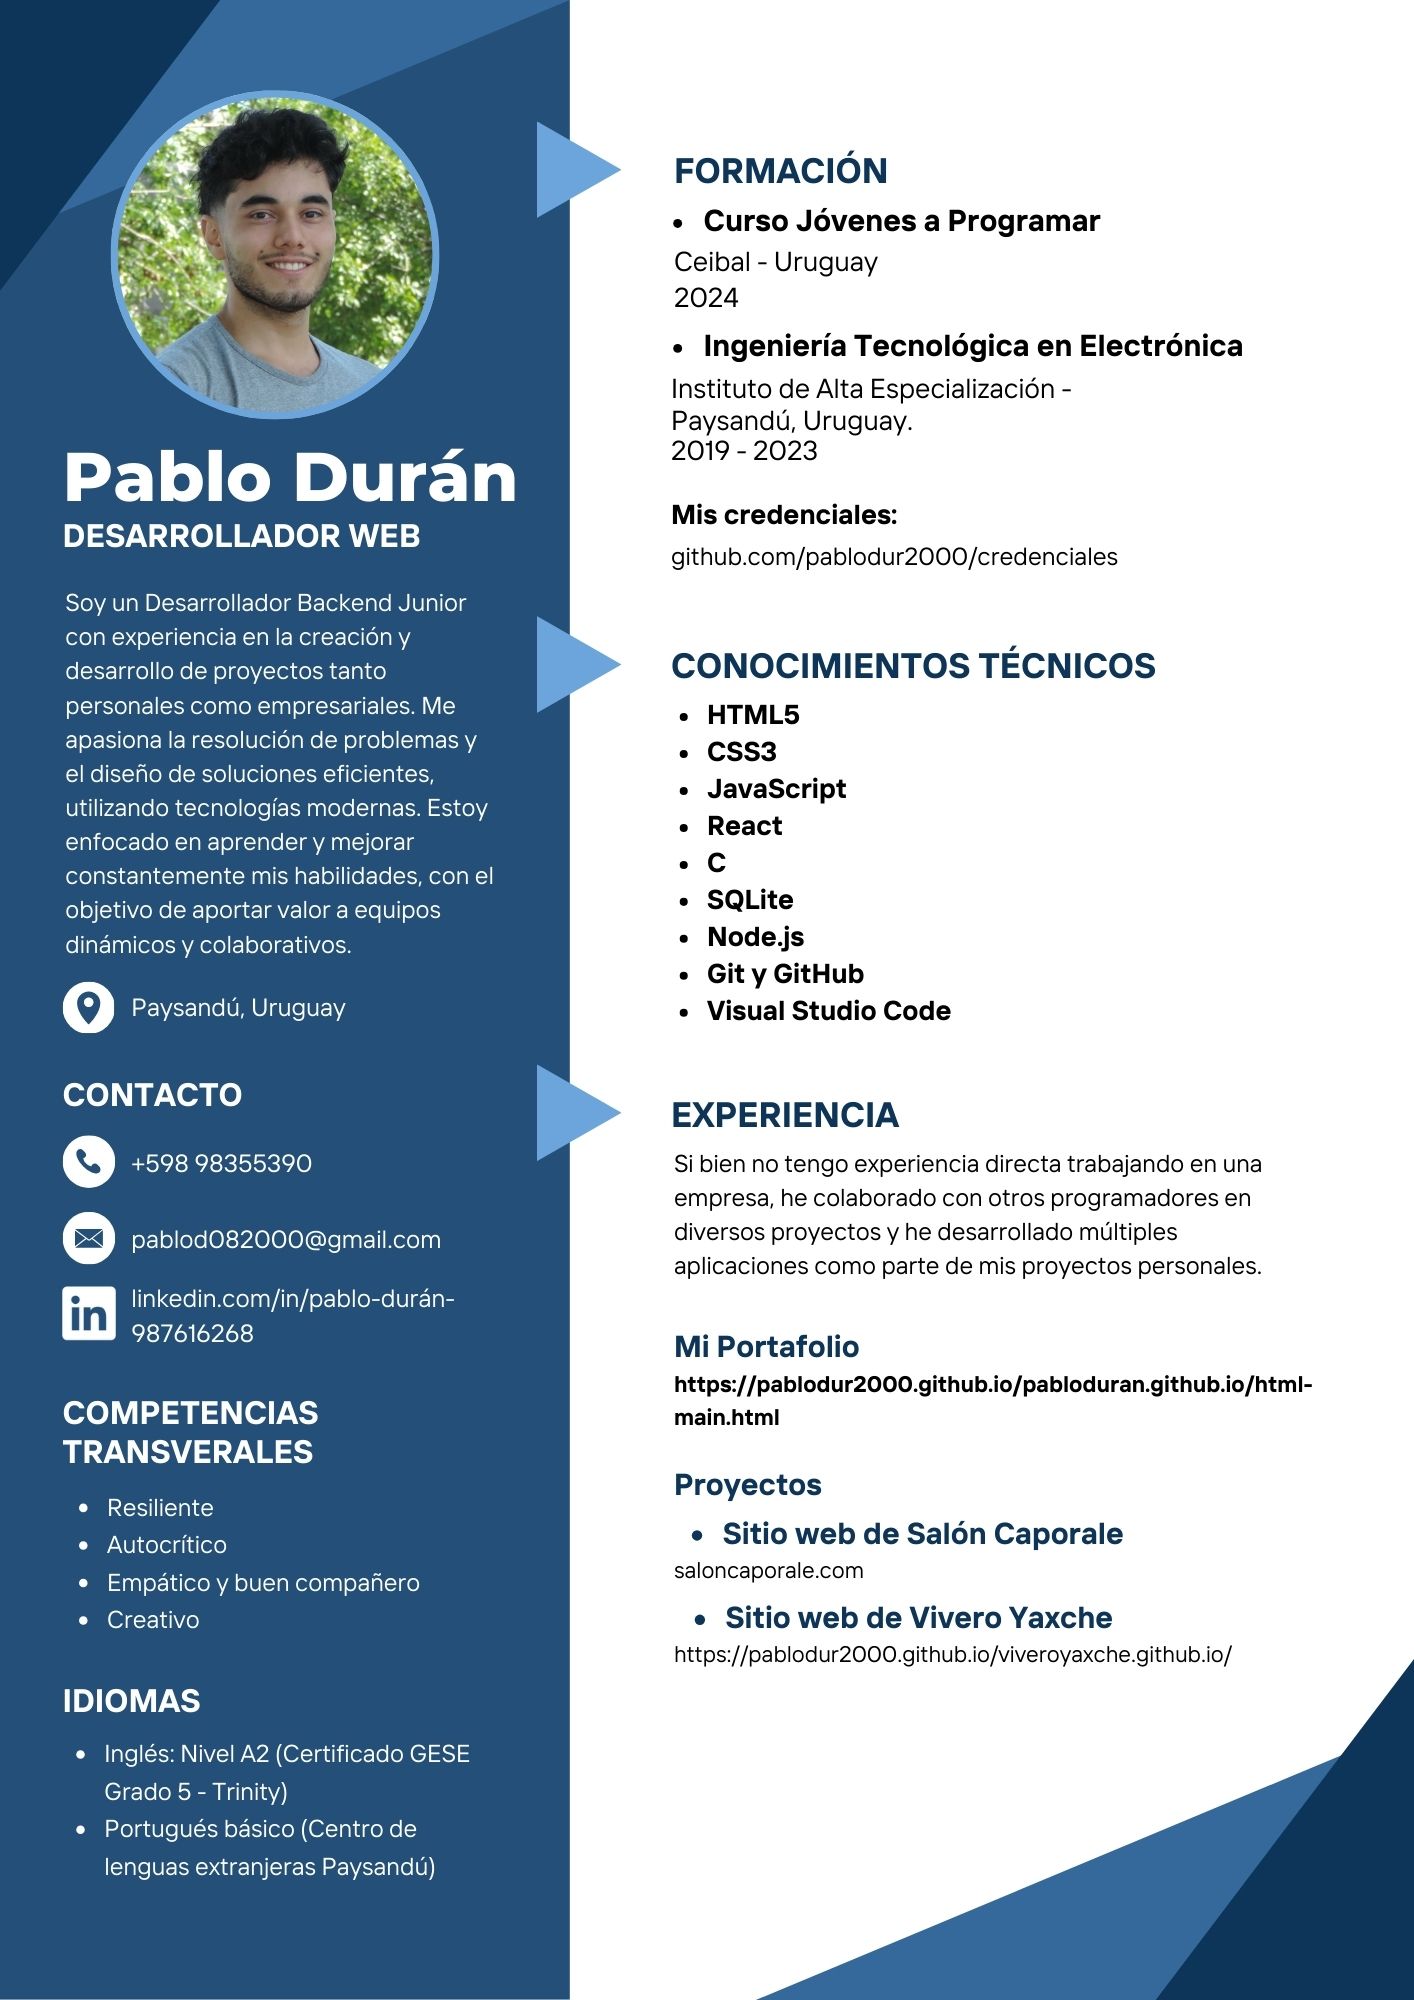 Pablo Durán
DESARROLLADOR WEB
Soy un Desarrollador Backend Junior
con experiencia en la creación y
desarrollo de proyectos tanto
personales como empresariales. Me
apasiona la resolución de problemas y
el diseño de soluciones eficientes,
utilizando tecnologías modernas. Estoy
enfocado en aprender y mejorar
constantemente mis habilidades, con el
objetivo de aportar valor a equipos
dinámicos y colaborativos.
Paysandú, Uruguay
CONTACTO
+598 98355390
pablod082000@gmail.com
in
linkedin.com/in/pablo-durán-
987616268
COMPETENCIAS
TRANSVERALES
• Resiliente
• Autocrítico
• Empático y buen compañero
• Creativo
IDIOMAS
• Inglés: Nivel A2 (Certificado GESE
Grado 5 - Trinity)
• Portugués básico (Centro de
lenguas extranjeras Paysandú)
FORMACIÓN
• Curso Jóvenes a Programar
Ceibal - Uruguay
2024
• Ingeniería Tecnológica en Electrónica
Instituto de Alta Especialización -
Paysandú, Uruguay.
2019 - 2023
Mis credenciales:
github.com/pablodur2000/credenciales
CONOCIMIENTOS TÉCNICOS
• HTML5
• CSS3
• JavaScript
• React
• C
• SQLite
• Node.js
• Git y GitHub
• Visual Studio Code
EXPERIENCIA
Si bien no tengo experiencia directa trabajando en una
empresa, he colaborado con otros programadores en
diversos proyectos y he desarrollado múltiples
aplicaciones como parte de mis proyectos personales.
Mi Portafolio
https://pablodur2000.github.io/pabloduran.github.io/html-
main.html
Proyectos
• Sitio web de Salón Caporale
saloncaporale.com
• Sitio web de Vivero Yaxche
https://pablodur2000.github.io/viveroyaxche.github.io/